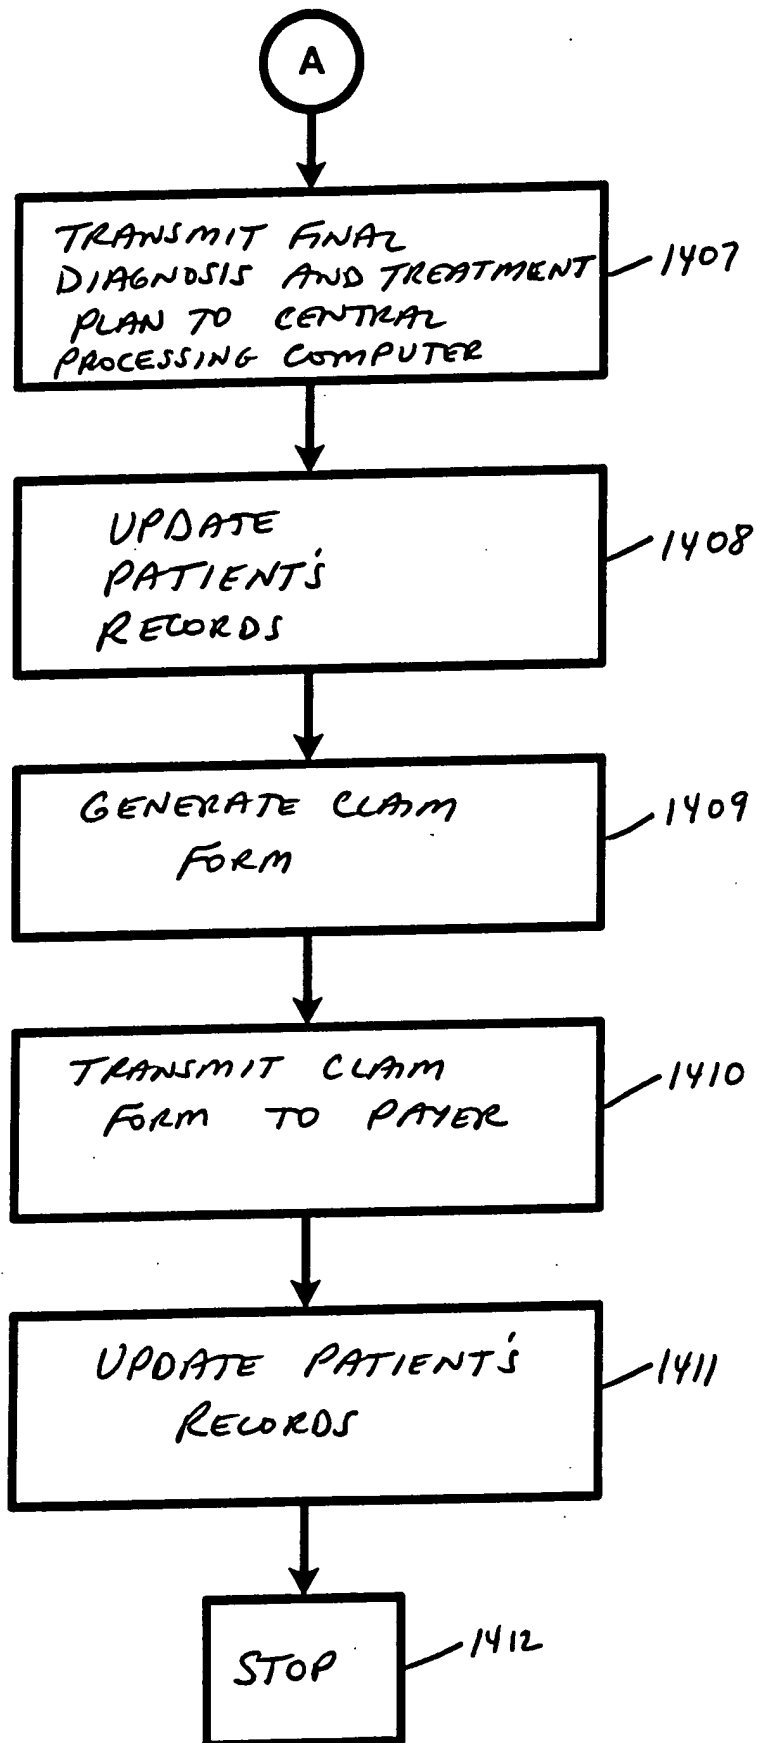 A
TRANSMIT FINAL
DIAGNOSIS AND TREATMENT
PLAN TO CENTRAL
PROCESSING COMPUTER
1407
UPDATE
PATIENT'S
RECORDS
1408
GENERATE CLAIM
FORM
1409
TRANSMIT CLAIM
FORM TO PAYER
1410
UPDATE PATIENT'S
RECORDS
1411
STOP
1412